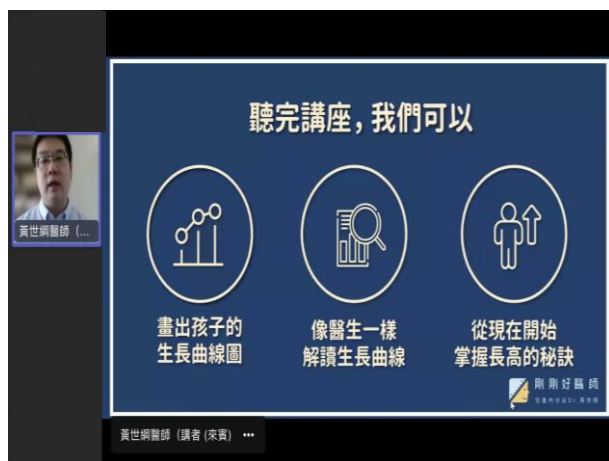 聽完講座，我們可以
黃世綱醫師（...
畫出孩子的
生長曲線圖
像醫生一樣
解讀生長曲線
從現在開始
掌握長高的秘訣
剛剛好醫師
黃世綱醫師（講者（來賓） •••